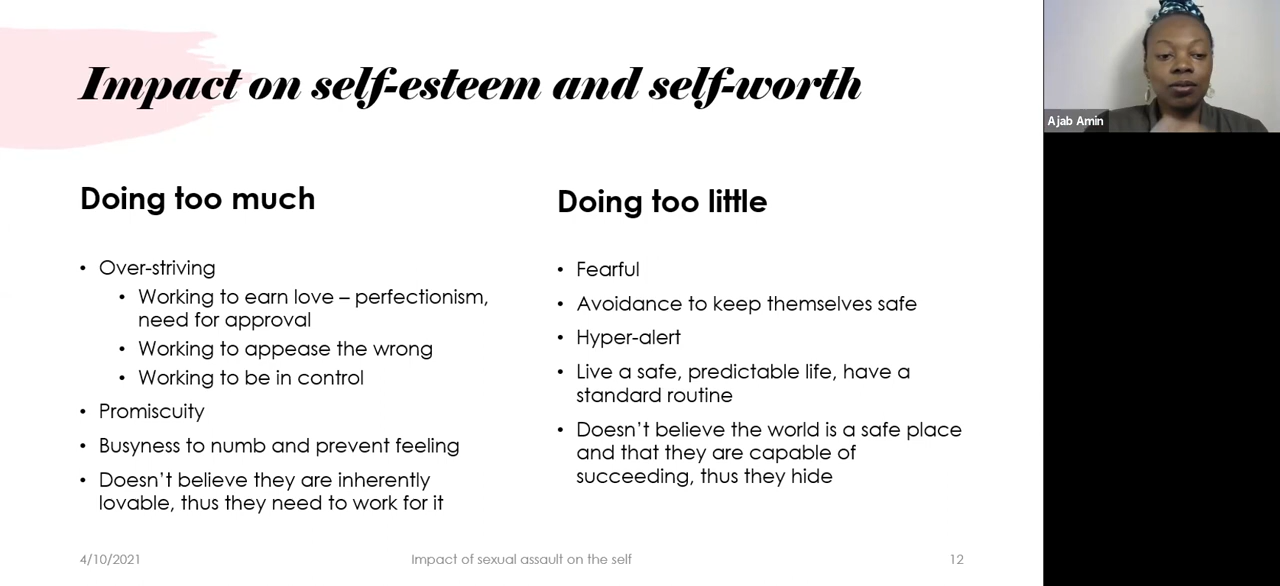 Impact on self-esteem and self-worth
Doing too much
• Over-striving
• Working to earn love – perfectionism,
need for approval
• Working to appease the wrong
• Working to be in control
• Promiscuity
• Busyness to numb and prevent feeling
• Doesn't believe they are inherently
lovable, thus they need to work for it
Doing too little
• Fearful
• Avoidance to keep themselves safe
• Hyper-alert
• Live a safe, predictable life, have a
standard routine
• Doesn't believe the world is a safe place
and that they are capable of
succeeding, thus they hide
4/10/2021
Impact of sexual assault on the self
12
Ajab Amin